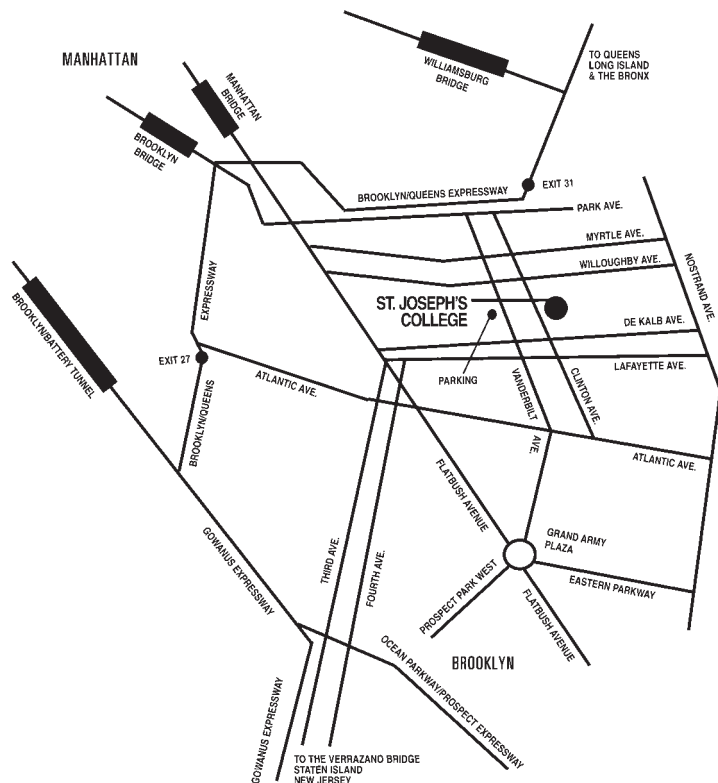 MANHATTAN
WILLIAMSBURG
BRIDGE
TO QUEENS
LONG ISLAND
& THE BRONX
MANHATTAN
BRIDGE
BROOKLYN
BRIDGE
EXIT 31
BROOKLYN/QUEENS EXPRESSWAY
PARK AVE.
MYRTLE AVE.
WILLOUGHBY AVE.
NOSTRAND AVE.
EXPRESSWAY
BROOKLYN/BATTERY TUNNEL
ST. JOSEPH'S
COLLEGE
DE KALB AVE.
EXIT 27
LAFAYETTE AVE.
PARKING
ATLANTIC AVE.
VANDERBILT
AVE.
CLINTON AVE.
BROOKLYN/QUEENS
ATLANTIC AVE.
FLATBUSH AVENUE
GOWANUS EXPRESSWAY
THIRD AVE.
FOURTH AVE.
GRAND ARMY
PLAZA
PROSPECT PARK WEST
EASTERN PARKWAY
FLATBUSH AVENUE
BROOKLYN
OCEAN PARKWAY/PROSPECT EXPRESSWAY
GOWANUS EXPRESSWAY
TO THE VERRAZANO BRIDGE
STATEN ISLAND
NEW JERSEY